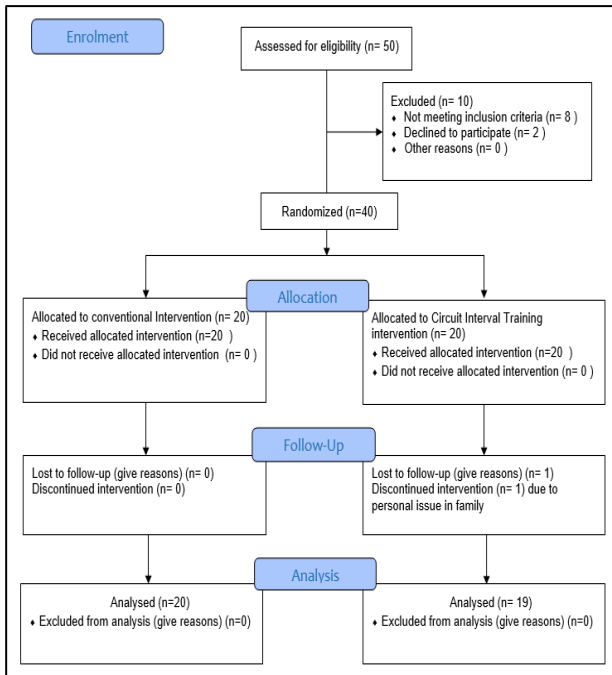 Enrolment
Assessed for eligibility (n= 50)
Excluded (n= 10)
♦ Not meeting inclusion criteria (n= 8 )
♦ Declined to participate (n= 2 )
♦ Other reasons (n= 0 )
Randomized (n=40)
Allocation
Allocated to conventional Intervention (n= 20)
♦ Received allocated intervention (n=20 )
♦ Did not receive allocated intervention (n= 0 )
Allocated to Circuit Interval Training
intervention (n= 20)
♦ Received allocated intervention (n=20 )
♦ Did not receive allocated intervention (n= 0 )
Follow-Up
Lost to follow-up (give reasons) (n= 0)
Discontinued intervention (n= 0)
Lost to follow-up (give reasons) (n= 1)
Discontinued intervention (n= 1) due to
personal issue in family
Analysis
Analysed (n=20)
♦ Excluded from analysis (give reasons) (n=0)
Analysed (n= 19)
♦ Excluded from analysis (give reasons) (n=0)